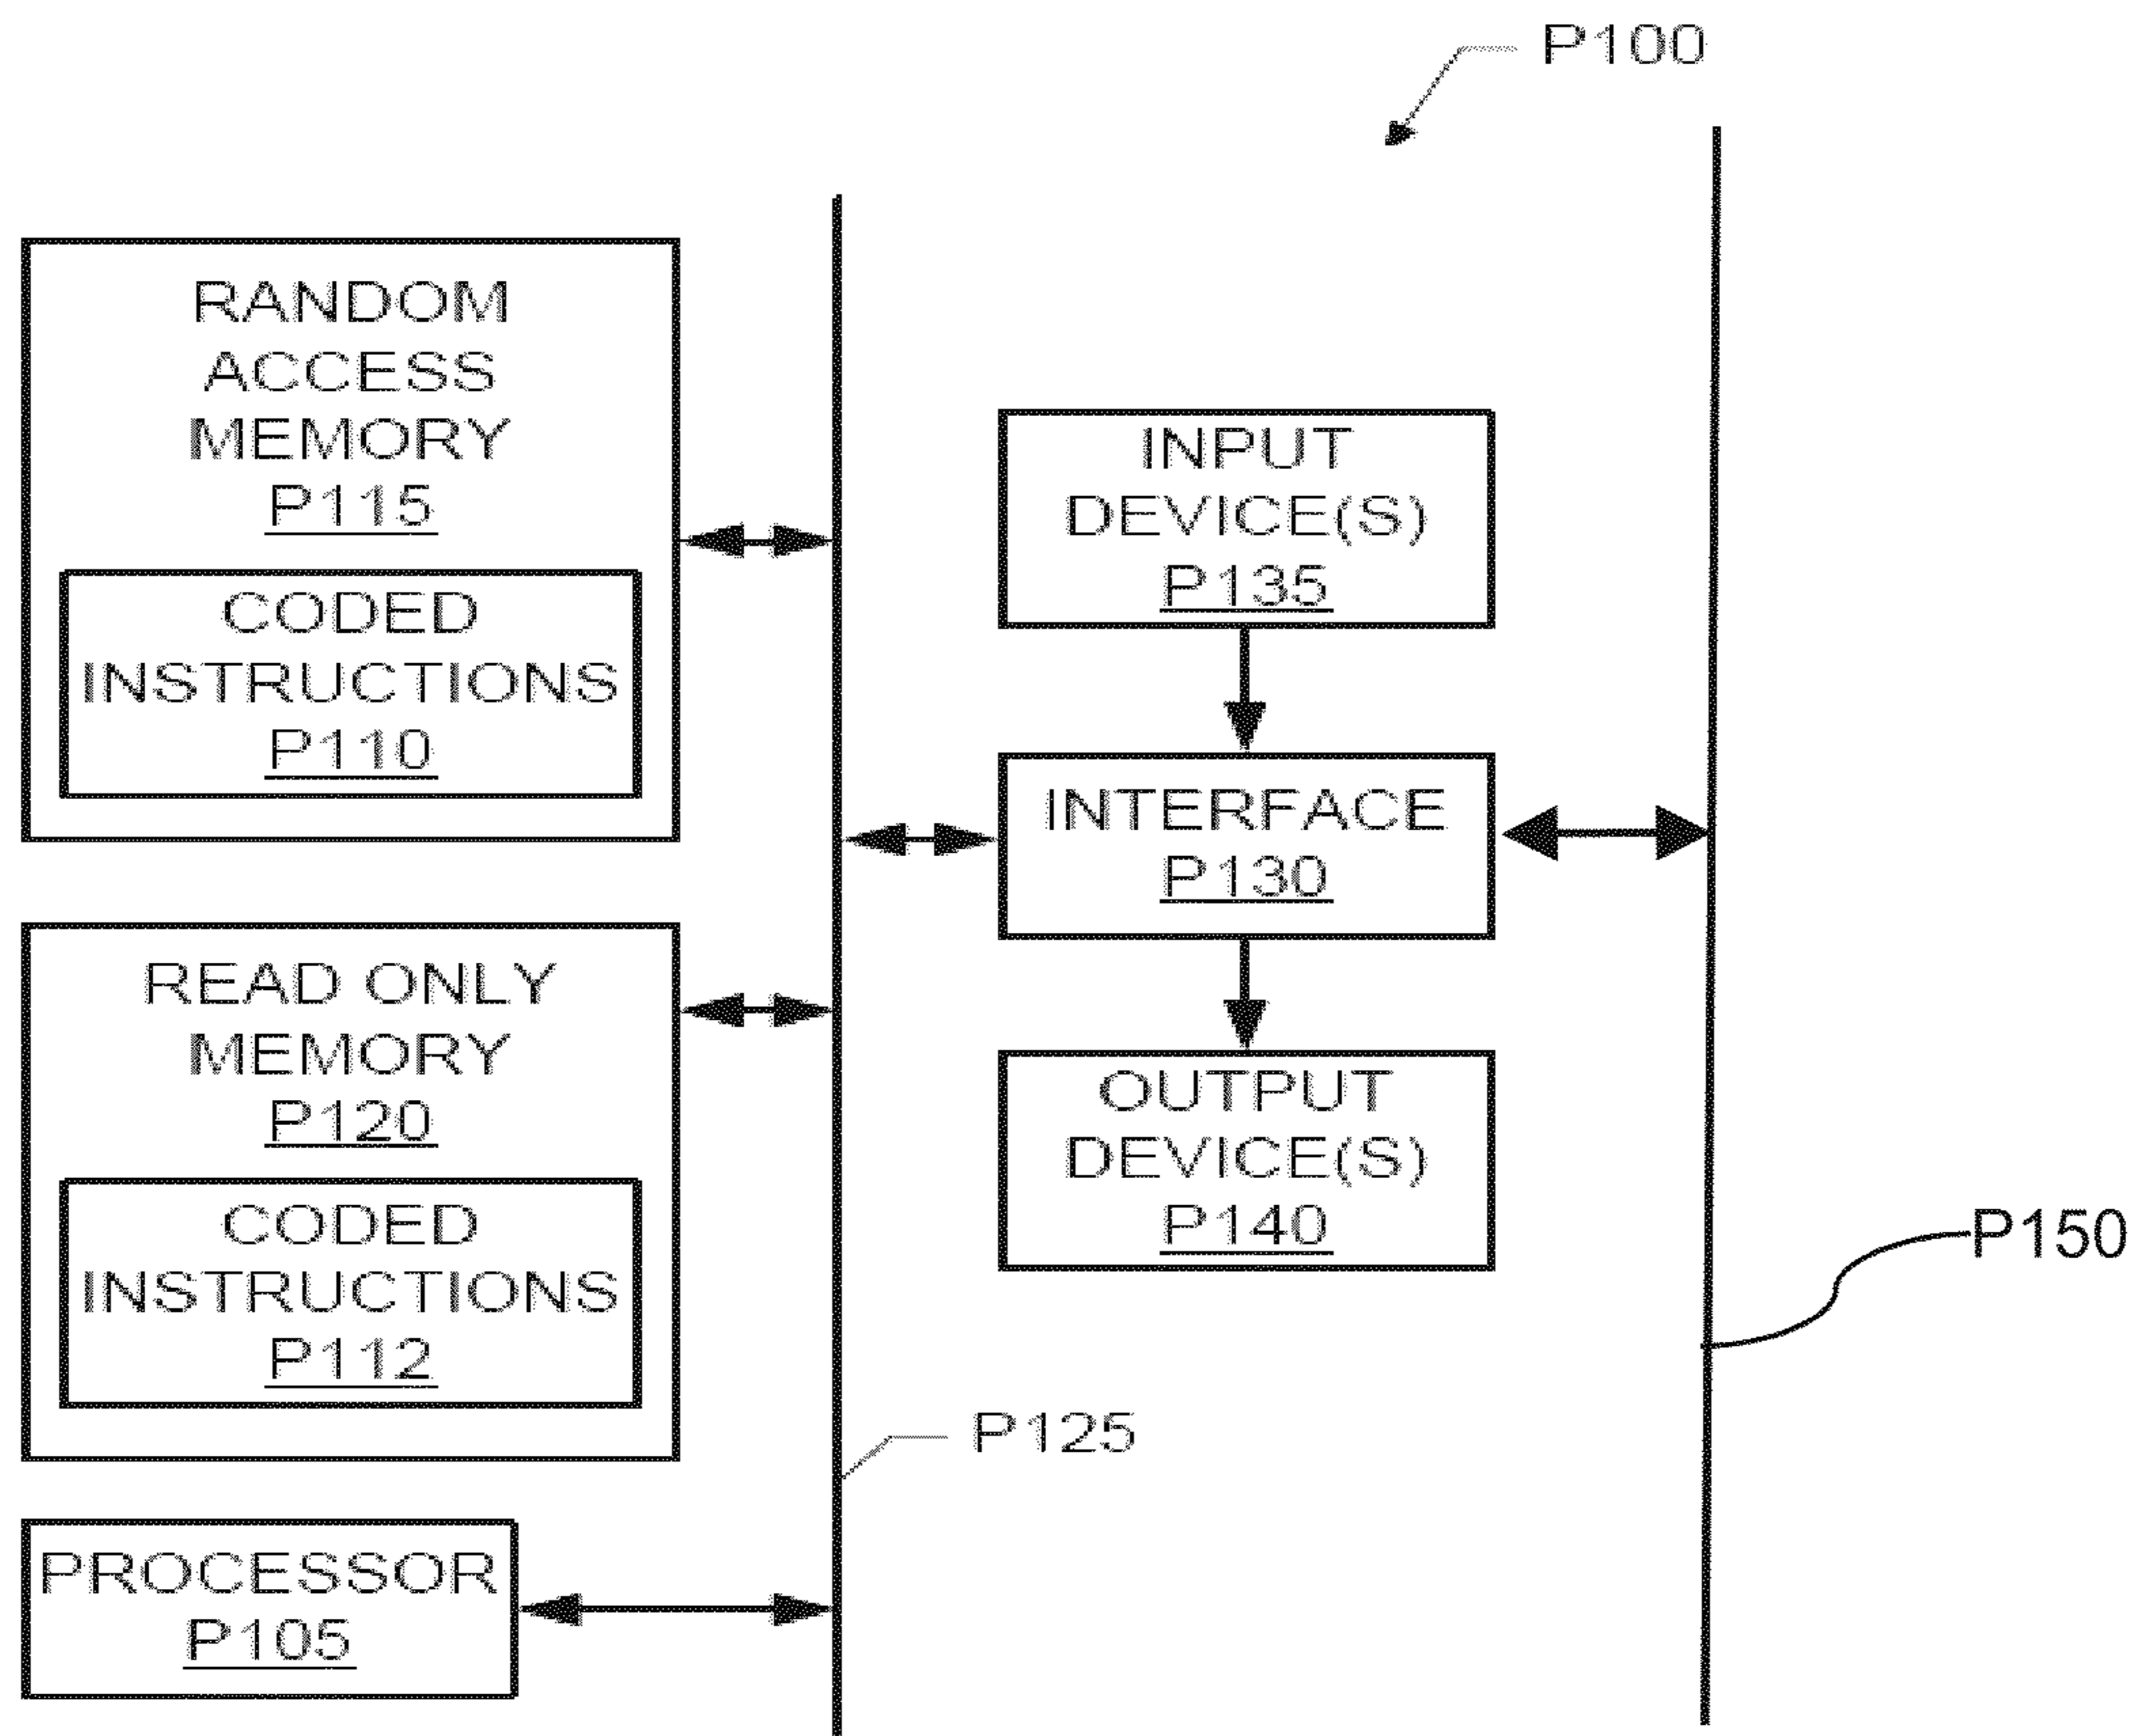 P100
RANDOM
ACCESS
MEMORY
P115
CODED
INSTRUCTIONS
P110
READ ONLY
MEMORY
P120
CODED
INSTRUCTIONS
P112
PROCESSOR
P105
P125
INPUT
DEVICE(S)
P135
INTERFACE
P130
OUTPUT
DEVICE(S)
P140
P150